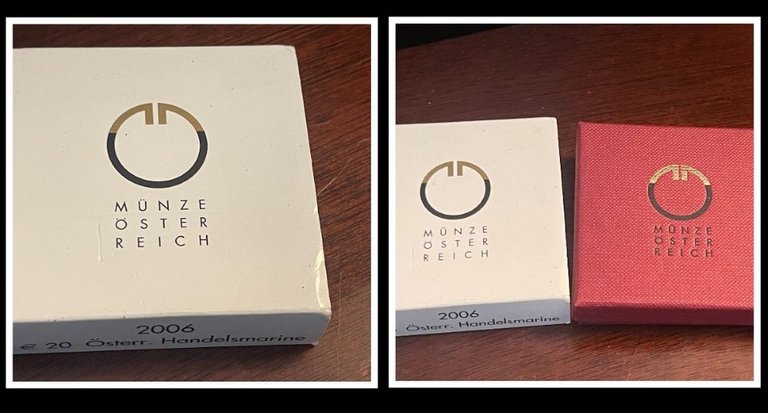 MÜNZE
ÖSTER
REICH
2006
€ 20 Österr. Handelsmarine
MÜNZE
ÖSTER
REICH
2006
Österr. Handelsmarine
MÜNZE
ÖSTER
REICH